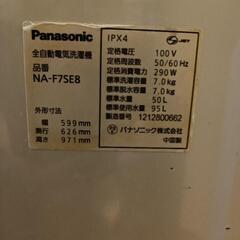 Panasonic
全自動電気洗濯機
品番
NA-F7SE8
外形寸法
幅 599mm
奥行 626mm
高さ 971mm
IPX4
JET
定格電圧 100V
定格周波数 50/60Hz
定格消費電力 290W
標準洗濯容量 7.0kg
標準脱水容量 7.0kg
標準水量 50L
標準使用水量 95L
製造番号 1212800662
パナソニック株式会社
中国製